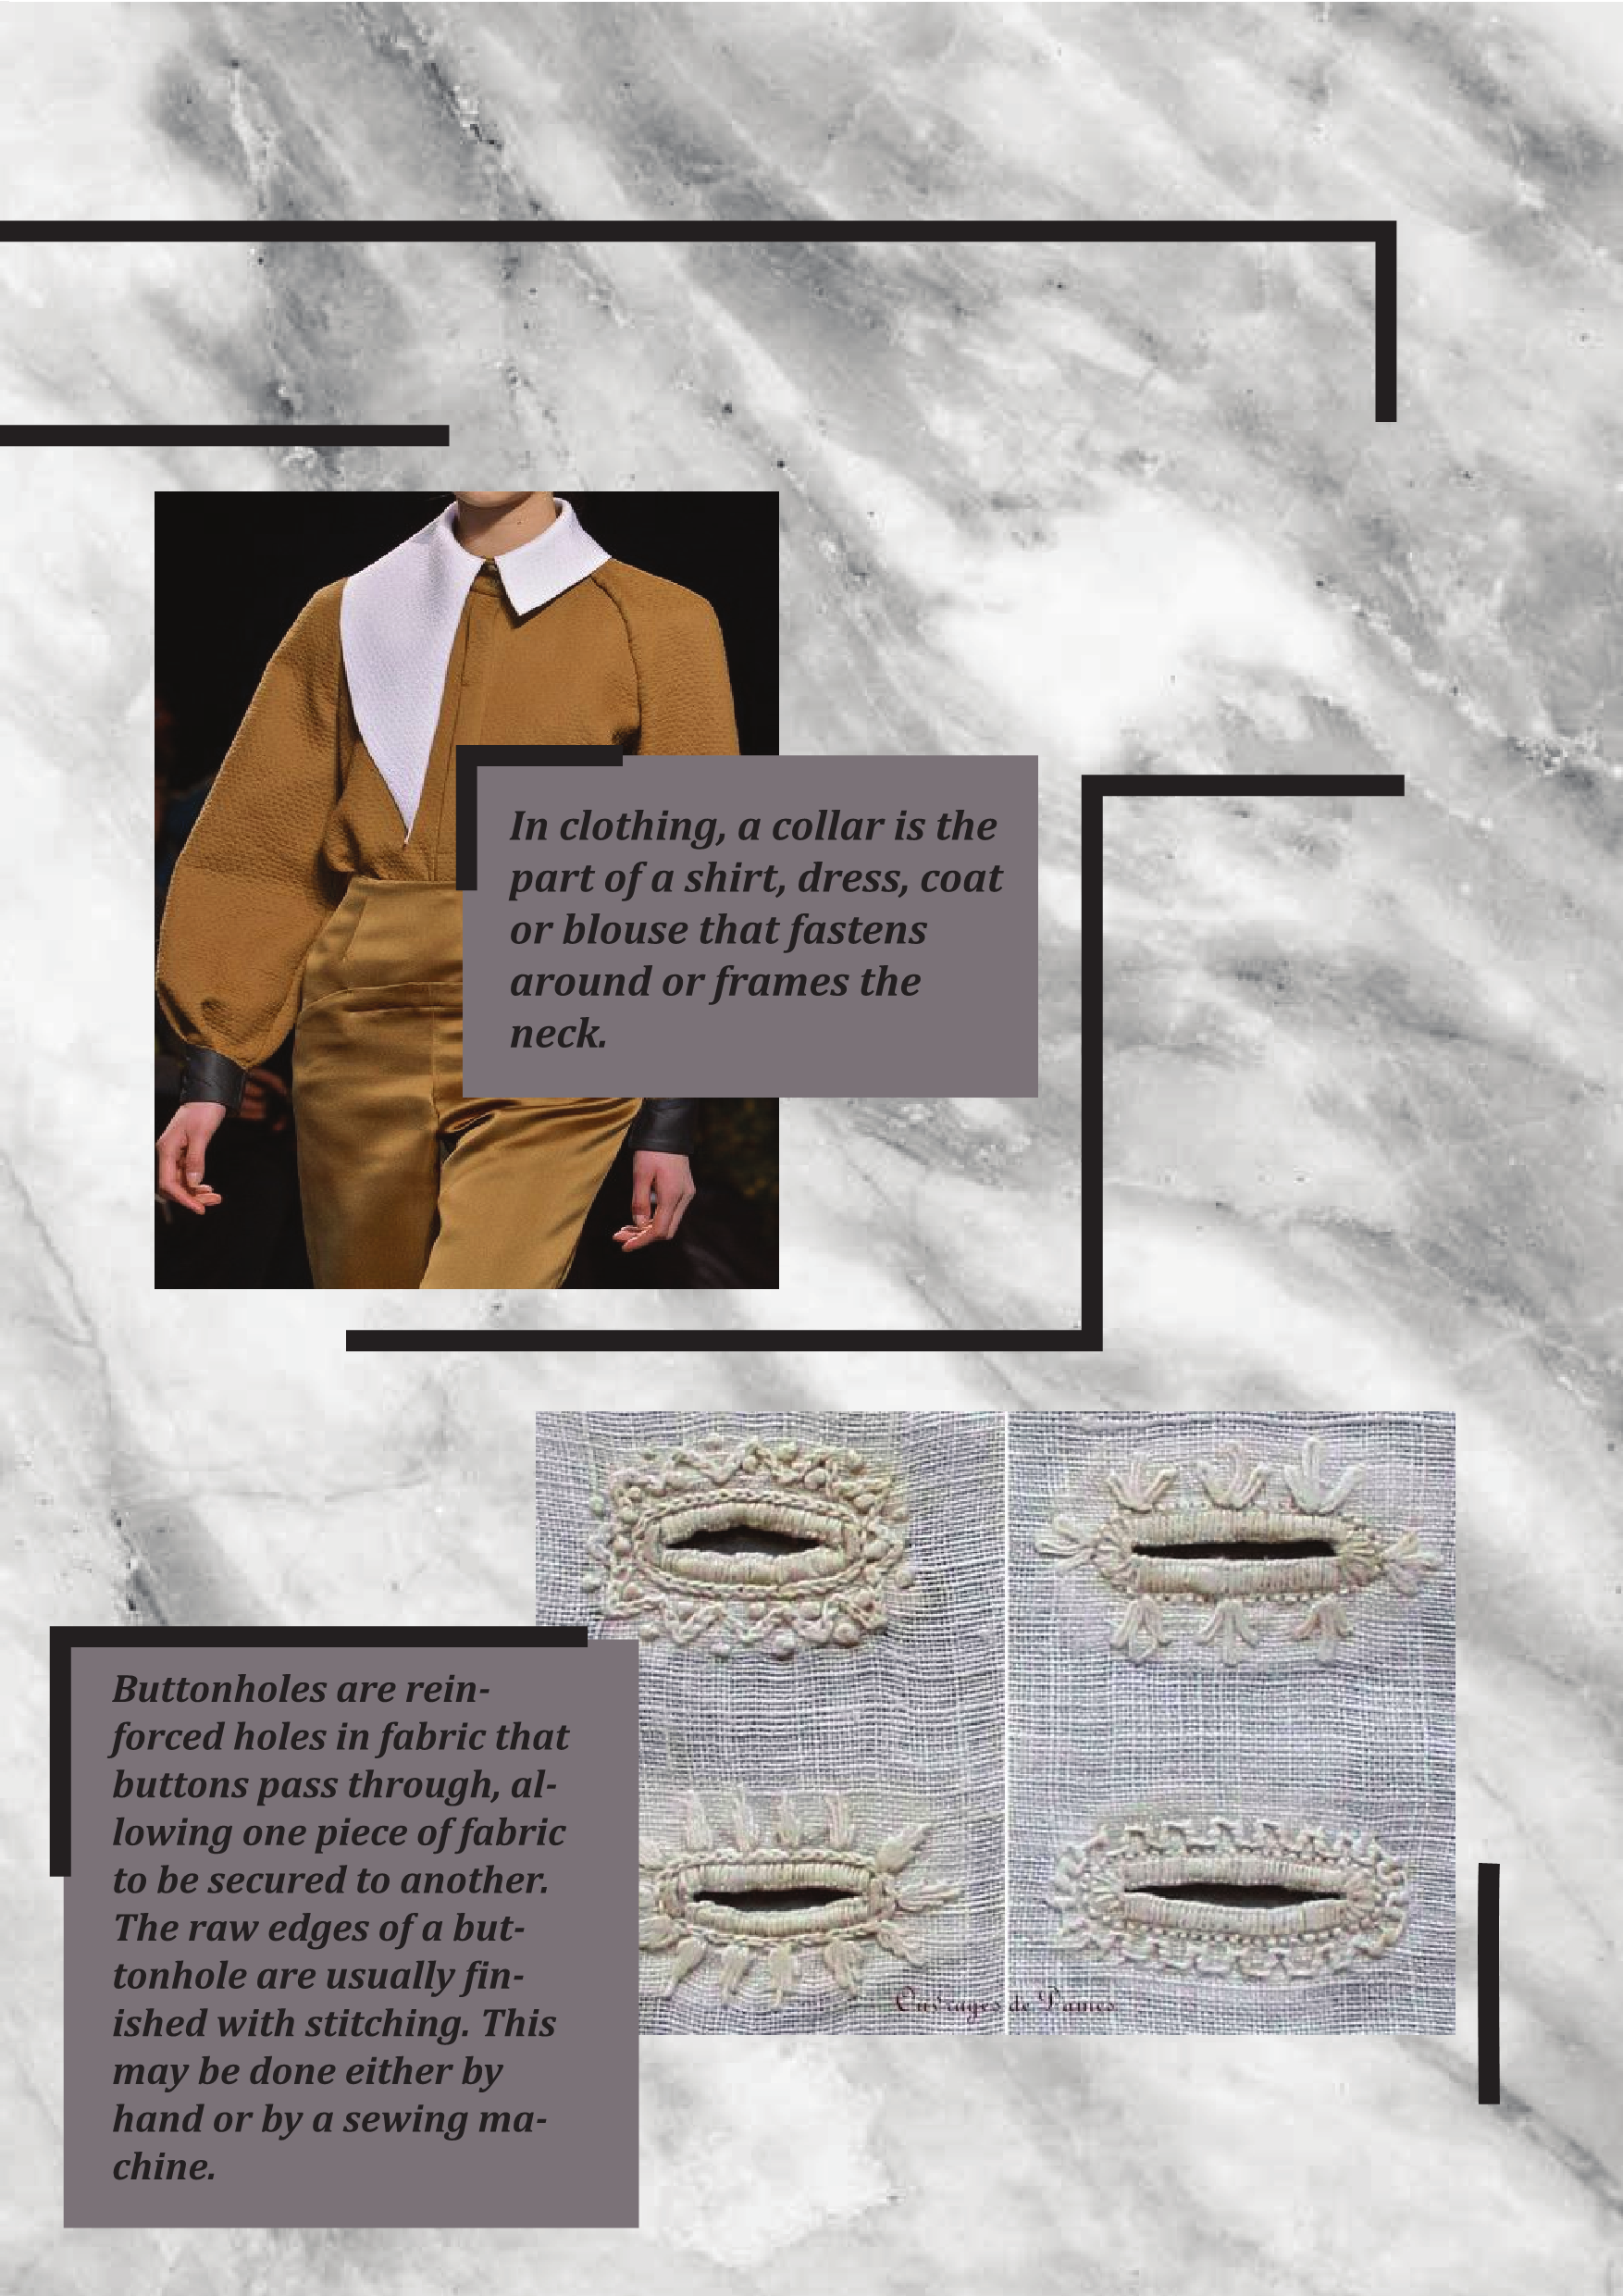 In clothing, a collar is the
part of a shirt, dress, coat
or blouse that fastens
around or frames the
neck.
Buttonholes are rein-
forced holes in fabric that
buttons pass through, al-
lowing one piece of fabric
to be secured to another.
The raw edges of a but-
tonhole are usually fin-
ished with stitching. This
may be done either by
hand or by a sewing ma-
chine.
Ouvrages de Dames